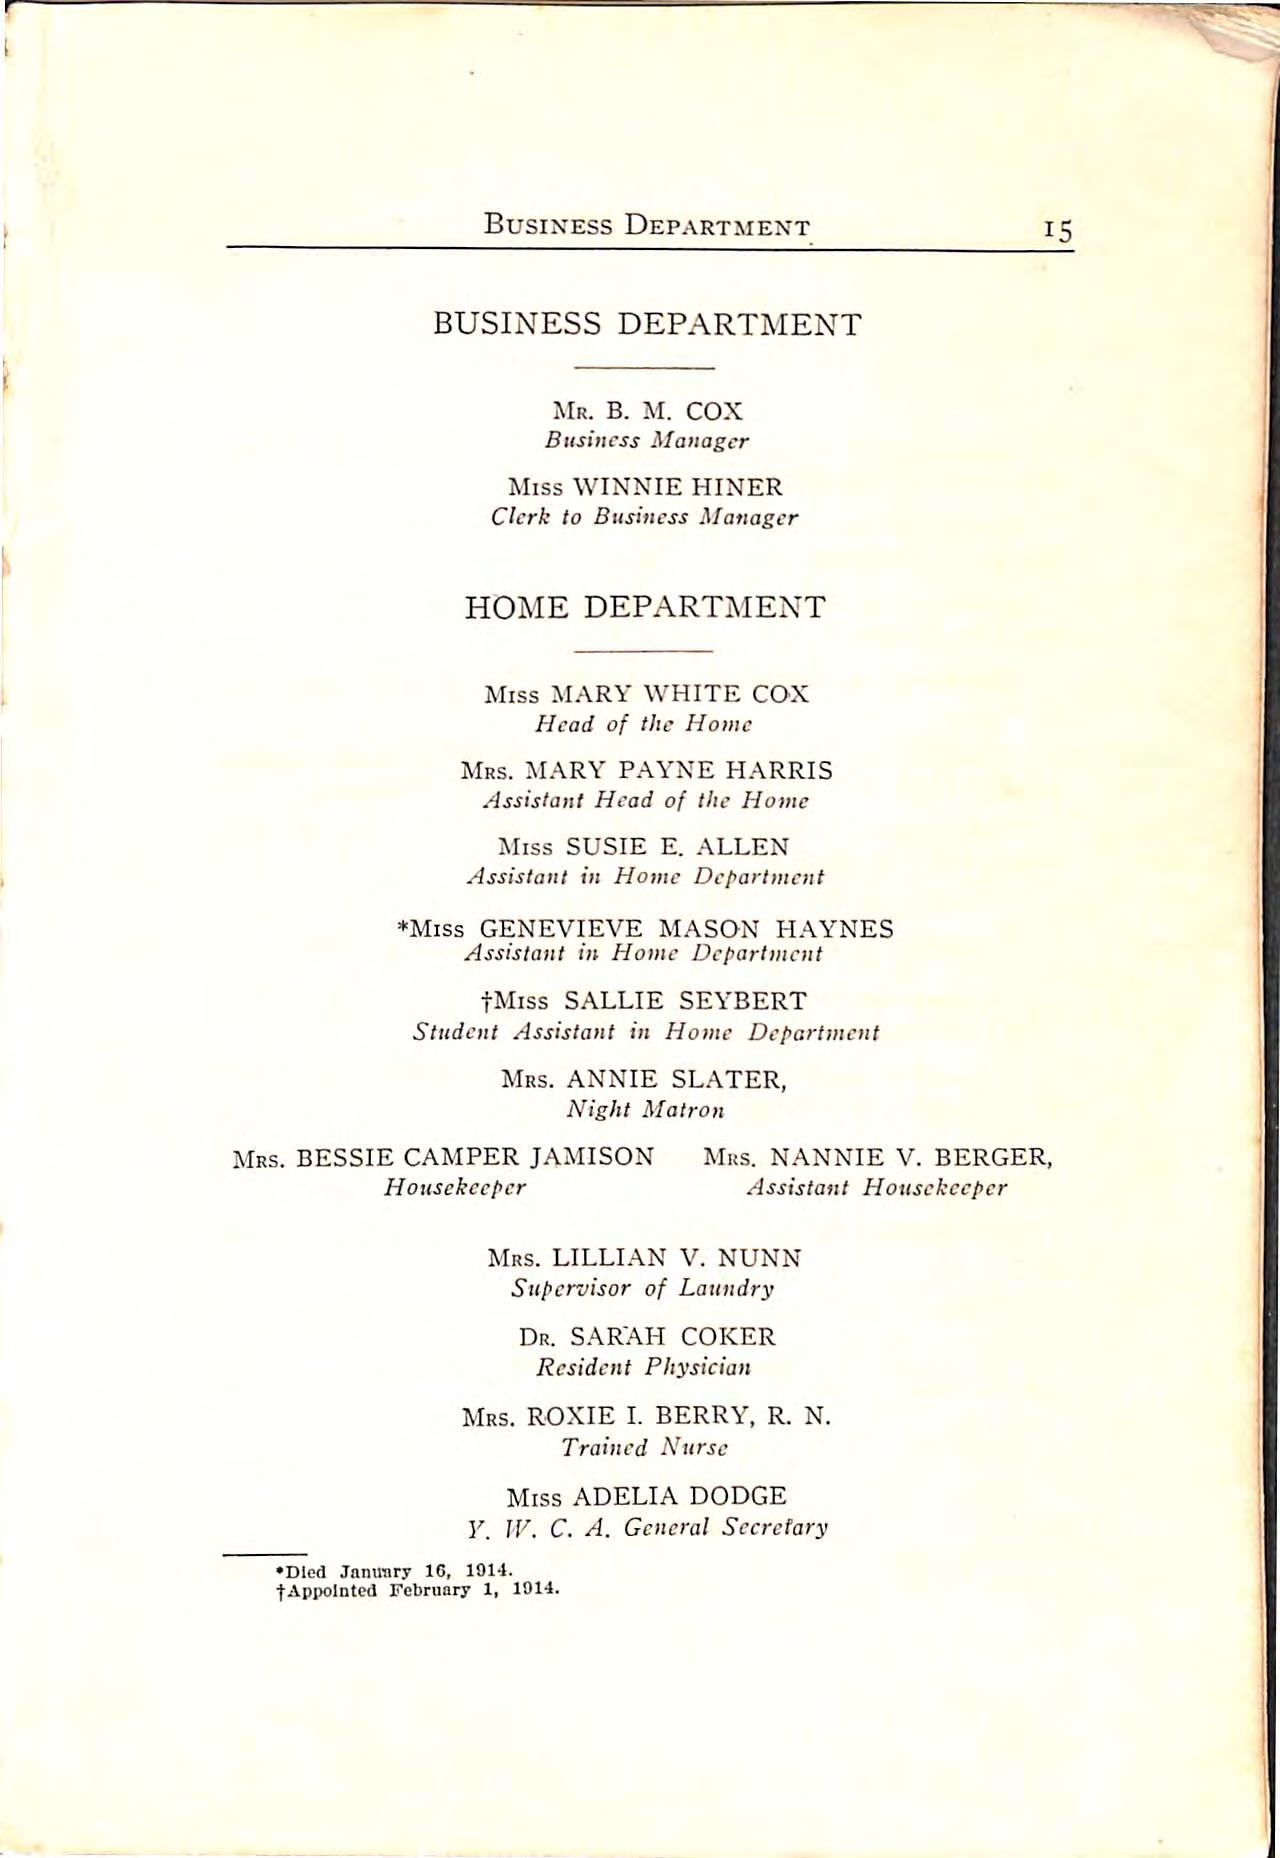 BUSINESS DEPARTMENT 15
BUSINESS DEPARTMENT
MR. B. M. COX
Business Manager
MISS WINNIE HINER
Clerk to Business Manager
HOME DEPARTMENT
MISS MARY WHITE COX
Head of the Home
MRS. MARY PAYNE HARRIS
Assistant Head of the Home
MISS SUSIE E. ALLEN
Assistant in Home Department
*MISS GENEVIEVE MASON HAYNES
Assistant in Home Department
†MISS SALLIE SEYBERT
Student Assistant in Home Department
MRS. ANNIE SLATER,
Night Matron
MRS. BESSIE CAMPER JAMISON MRS. NANNIE V. BERGER,
Housekeeper Assistant Housekeeper
MRS. LILLIAN V. NUNN
Supervisor of Laundry
DR. SARAH COKER
Resident Physician
MRS. ROXIE I. BERRY, R. N.
Trained Nurse
MISS ADELIA DODGE
Y. W. C. A. General Secretary
*Died January 16, 1914.
†Appointed February 1, 1914.